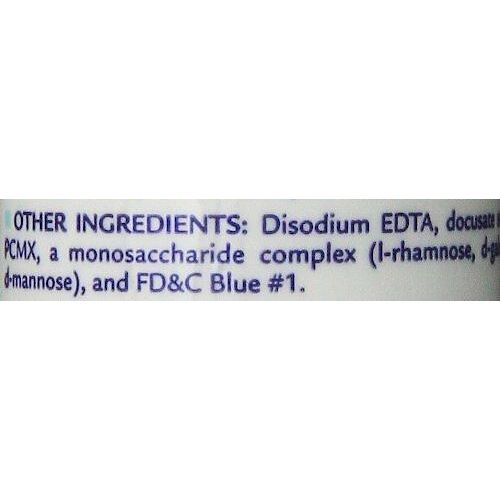 OTHER INGREDIENTS: Disodium EDTA, docusate
PCMX, a monosaccharide complex (l-rhamnose,
d-mannose), and FD&C Blue #1.